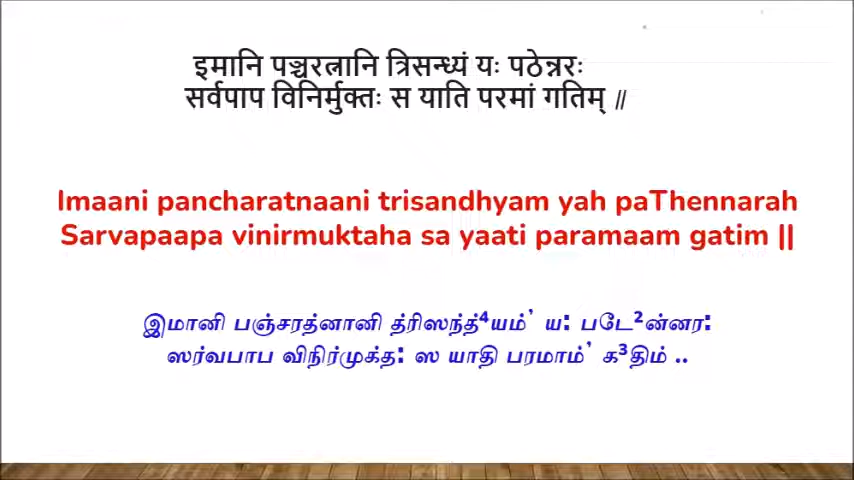 इमानि पञ्चरत्नानि त्रिसन्ध्यं यः पठेन्नरः
सर्वपाप विनिर्मुक्तः स याति परमां गतिम् ॥
Imaani pancharatnaani trisandhyam yah paThennarah
Sarvapaapa vinirmuktaha sa yaati paramaam gatim ||
இமானி பஞ்சரத்னானி த்ரிஸந்த்⁴யம்ʼ ய: படே²ன்னர:
ஸர்வபாப விநிர்முக்த: ஸ யாதி பரமாம்ʼ க³திம் ..